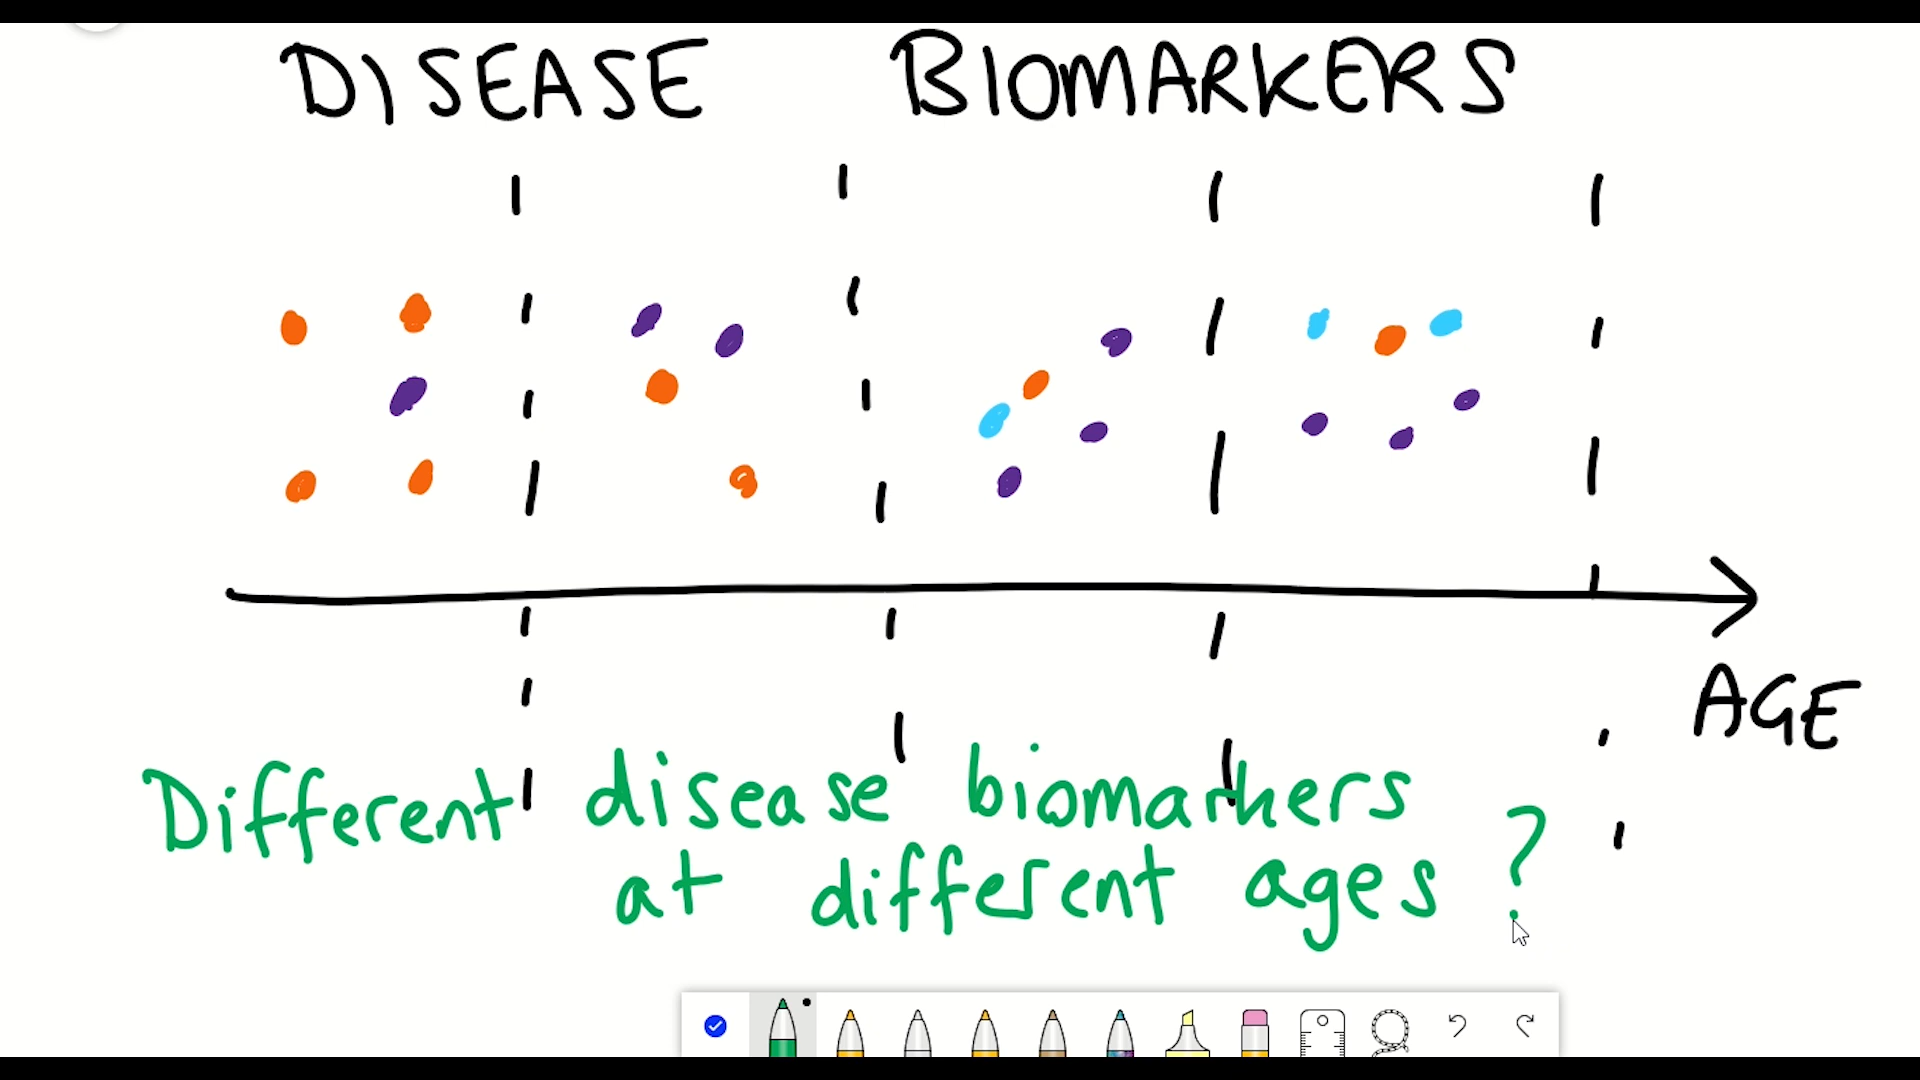 DISEASE BIOMARKERS
AGE
Different disease biomarkers
at different ages ?